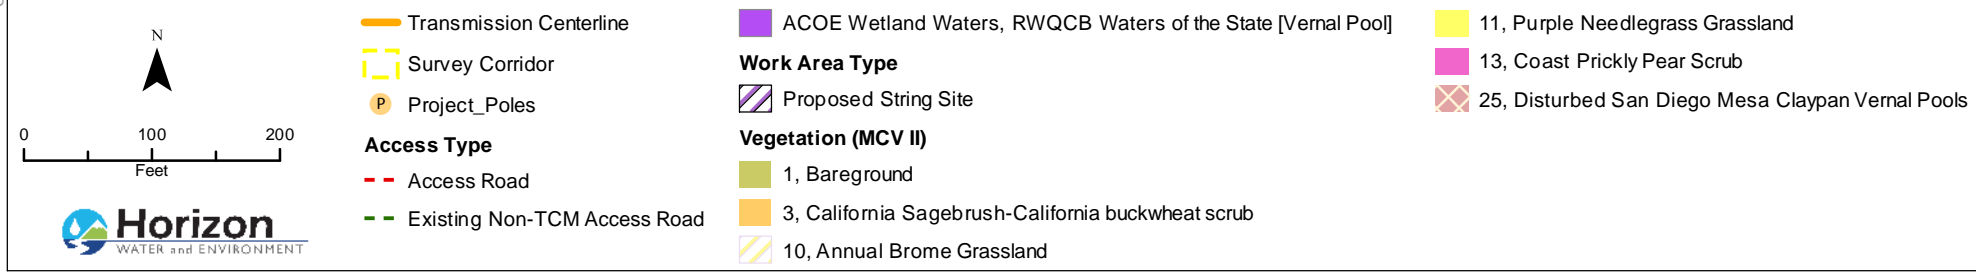 N
0 100 200
Feet
Horizon
WATER and ENVIRONMENT
Transmission Centerline
Survey Corridor
P Project_Poles
Access Type
Access Road
Existing Non-TCM Access Road
ACOE Wetland Waters, RWQCB Waters of the State [Vernal Pool]
Work Area Type
Proposed String Site
Vegetation (MCV II)
1, Bareground
3, California Sagebrush-California buckwheat scrub
10, Annual Brome Grassland
11, Purple Needlegrass Grassland
13, Coast Prickly Pear Scrub
25, Disturbed San Diego Mesa Claypan Vernal Pools